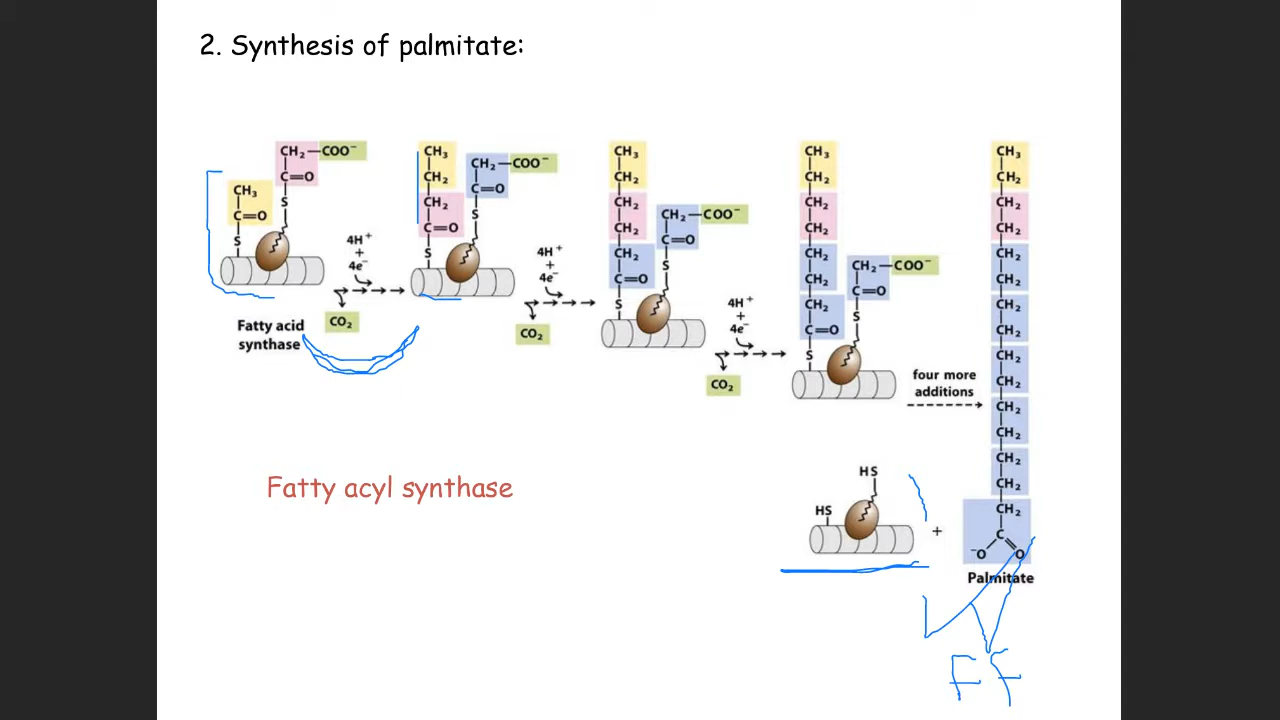 2. Synthesis of palmitate:
CH₂—COO⁻
C=O
S
CH₃
C=O
S
4H⁺
+
4e⁻
CO₂
Fatty acid
synthase
CH₃
CH₂
CH₂
C=O
S
CH₂—COO⁻
C=O
S
4H⁺
+
4e⁻
CO₂
CH₃
CH₂
CH₂
CH₂
CH₂
C=O
S
CH₂—COO⁻
C=O
S
4H⁺
+
4e⁻
CO₂
CH₃
CH₂
CH₂
CH₂
CH₂
CH₂
CH₂
C=O
S
CH₂—COO⁻
C=O
S
four more
additions
CH₃
CH₂
CH₂
CH₂
CH₂
CH₂
CH₂
CH₂
CH₂
CH₂
CH₂
CH₂
CH₂
CH₂
CH₂
C
⁻O O
Palmitate
HS
HS
+
Fatty acyl synthase
FF